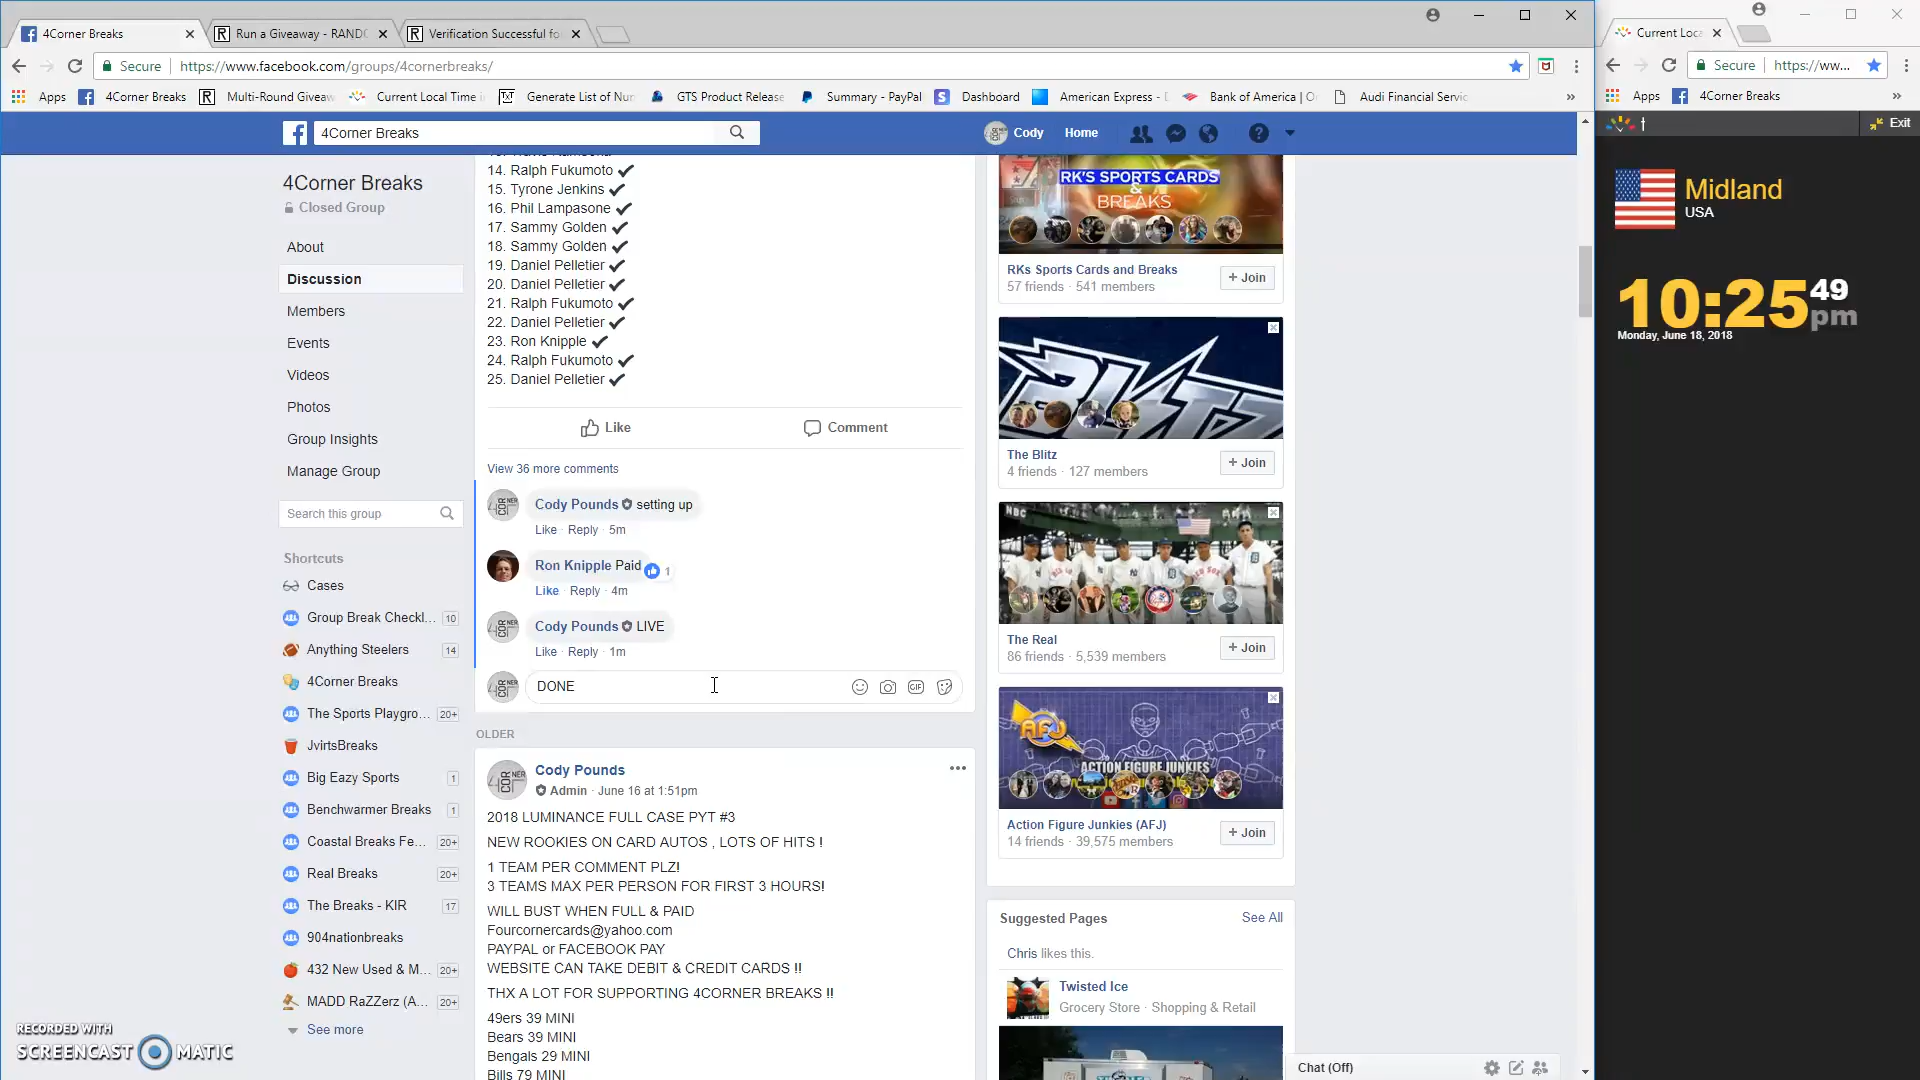 4Corner Breaks
Run a Giveaway - RANDO
Verification Successful fo
Secure https://www.facebook.com/groups/4cornerbreaks/
Apps
4Corner Breaks
Multi-Round Giveaw
Current Local Time i
Generate List of Nun
GTS Product Release
Summary - PayPal
Dashboard
American Express - L
Bank of America | O
Audi Financial Servic
4Corner Breaks
Cody
Home
4Corner Breaks
Closed Group
About
Discussion
Members
Events
Videos
Photos
Group Insights
Manage Group
Search this group
Shortcuts
Cases
Group Break Checkl... 10
Anything Steelers 14
4Corner Breaks
The Sports Playgro... 20+
JvirtsBreaks
Big Eazy Sports 1
Benchwarmer Breaks 1
Coastal Breaks Fe... 20+
Real Breaks 20+
The Breaks - KIR 17
904nationbreaks
432 New Used & M... 20+
MADD RaZZerz (A... 20+
See more
RECORDED WITH
SCREENCAST MATIC
14. Ralph Fukumoto ✔
15. Tyrone Jenkins ✔
16. Phil Lampasone ✔
17. Sammy Golden ✔
18. Sammy Golden ✔
19. Daniel Pelletier ✔
20. Daniel Pelletier ✔
21. Ralph Fukumoto ✔
22. Daniel Pelletier ✔
23. Ron Knipple ✔
24. Ralph Fukumoto ✔
25. Daniel Pelletier ✔
Like
Comment
View 36 more comments
Cody Pounds setting up
Like · Reply · 5m
Ron Knipple Paid 1
Like · Reply · 4m
Cody Pounds LIVE
Like · Reply · 1m
DONE
OLDER
Cody Pounds
Admin · June 16 at 1:51pm
2018 LUMINANCE FULL CASE PYT #3
NEW ROOKIES ON CARD AUTOS , LOTS OF HITS !
1 TEAM PER COMMENT PLZ!
3 TEAMS MAX PER PERSON FOR FIRST 3 HOURS!
WILL BUST WHEN FULL & PAID
Fourcornercards@yahoo.com
PAYPAL or FACEBOOK PAY
WEBSITE CAN TAKE DEBIT & CREDIT CARDS !!
THX A LOT FOR SUPPORTING 4CORNER BREAKS !!
49ers 39 MINI
Bears 39 MINI
Bengals 29 MINI
Bills 79 MINI
RK'S SPORTS CARDS
&
BREAKS
RKs Sports Cards and Breaks
57 friends · 541 members
+ Join
The Blitz
4 friends · 127 members
+ Join
NBC
The Real
86 friends · 5,539 members
+ Join
AFJ
ACTION FIGURE JUNKIES
Action Figure Junkies (AFJ)
14 friends · 39,575 members
+ Join
Suggested Pages
See All
Chris likes this.
Twisted Ice
Grocery Store · Shopping & Retail
Chat (Off)
Current Loca
Secure https://ww...
Apps
4Corner Breaks
Exit
Midland
USA
10:25 49 pm
Monday, June 18, 2018